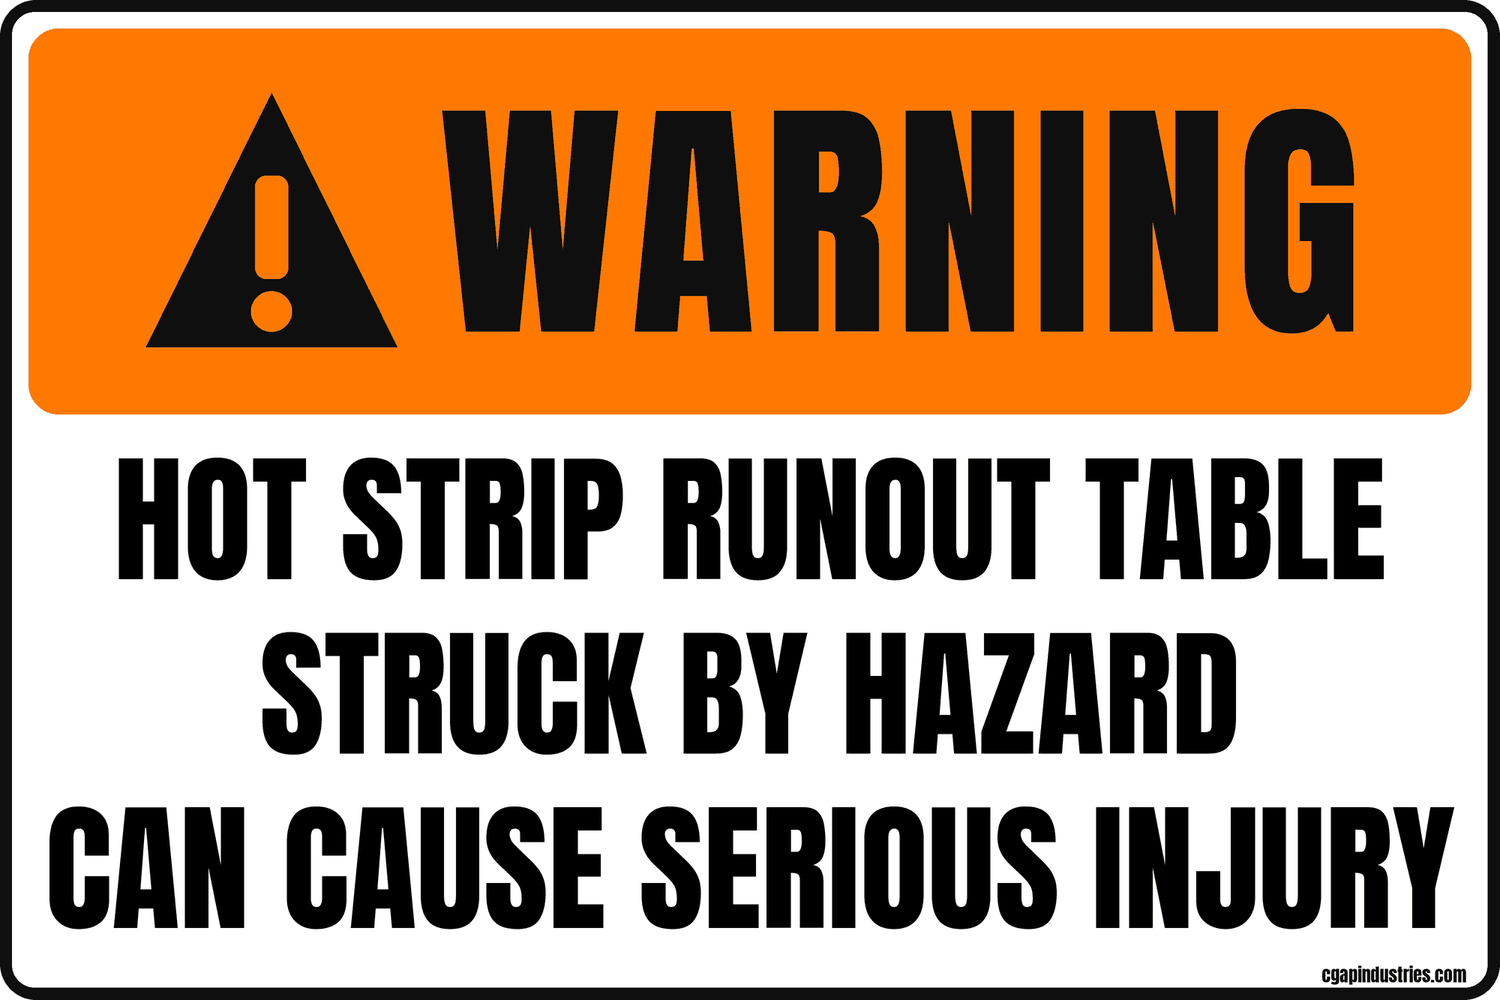 WARNING
HOT STRIP RUNOUT TABLE
STRUCK BY HAZARD
CAN CAUSE SERIOUS INJURY
cgapindustries.com